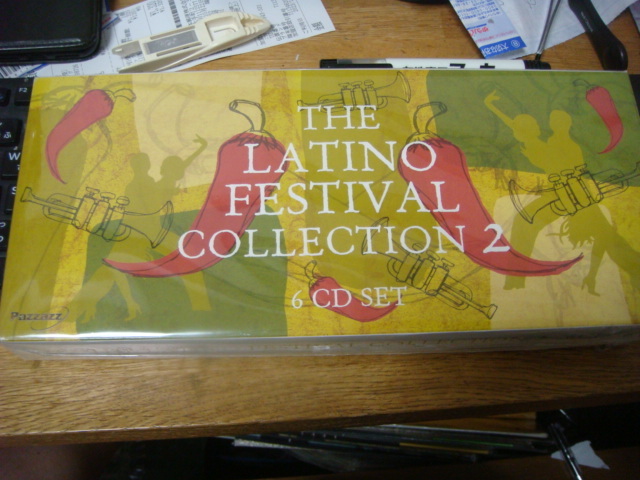 THE
LATINO
FESTIVAL
COLLECTION 2
6 CD SET
Pazzazz